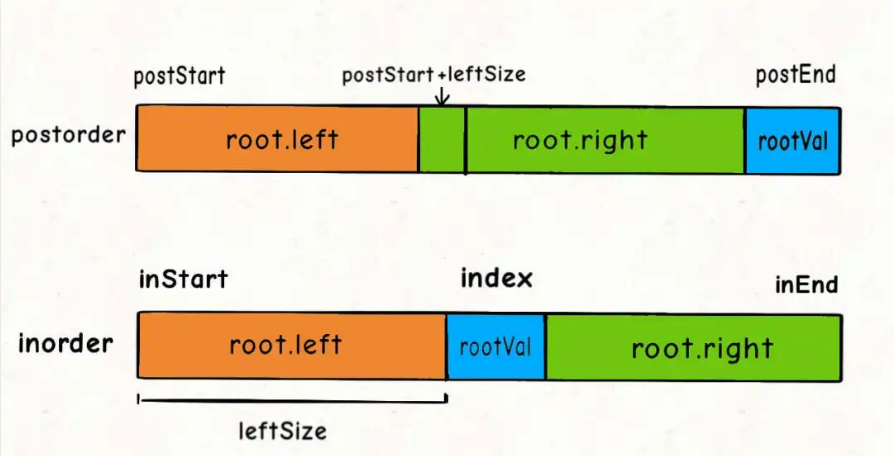 postStart postStart+leftSize postEnd
postorder root.left root.right rootVal
inStart index inEnd
inorder root.left rootVal root.right
leftSize